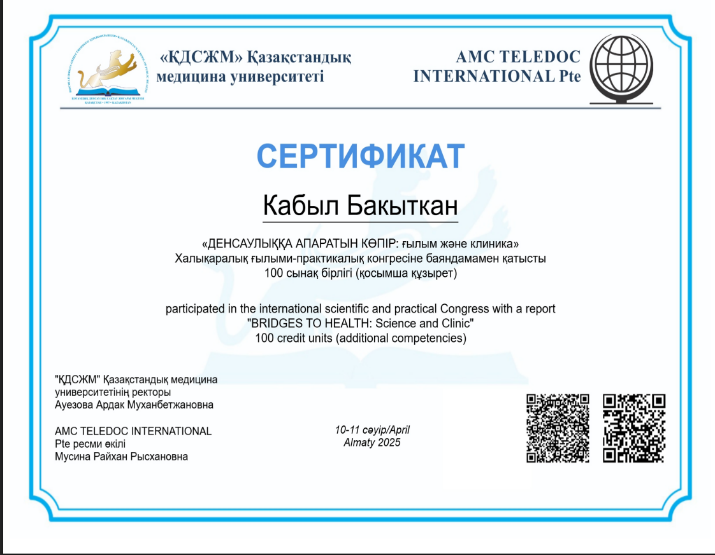 «ҚДСЖМ» Қазақстандық
медицина университеті
AMC TELEDOC
INTERNATIONAL Pte
СЕРТИФИКАТ
Кабыл Бакыткан
«ДЕНСАУЛЫҚҚА АПАРАТЫН КӨПІР: ғылым және клиника»
Халықаралық ғылыми-практикалық конгресіне баяндамамен қатысты
100 сынақ бірлігі (қосымша құзырет)
participated in the international scientific and practical Congress with a report
"BRIDGES TO HEALTH: Science and Clinic"
100 credit units (additional competencies)
"ҚДСЖМ" Қазақстандық медицина
университетінің ректоры
Ауезова Ардак Муханбетжановна
AMC TELEDOC INTERNATIONAL
Pte ресми өкілі
Мусина Райхан Рысхановна
10-11 сәуір/April
Almaty 2025